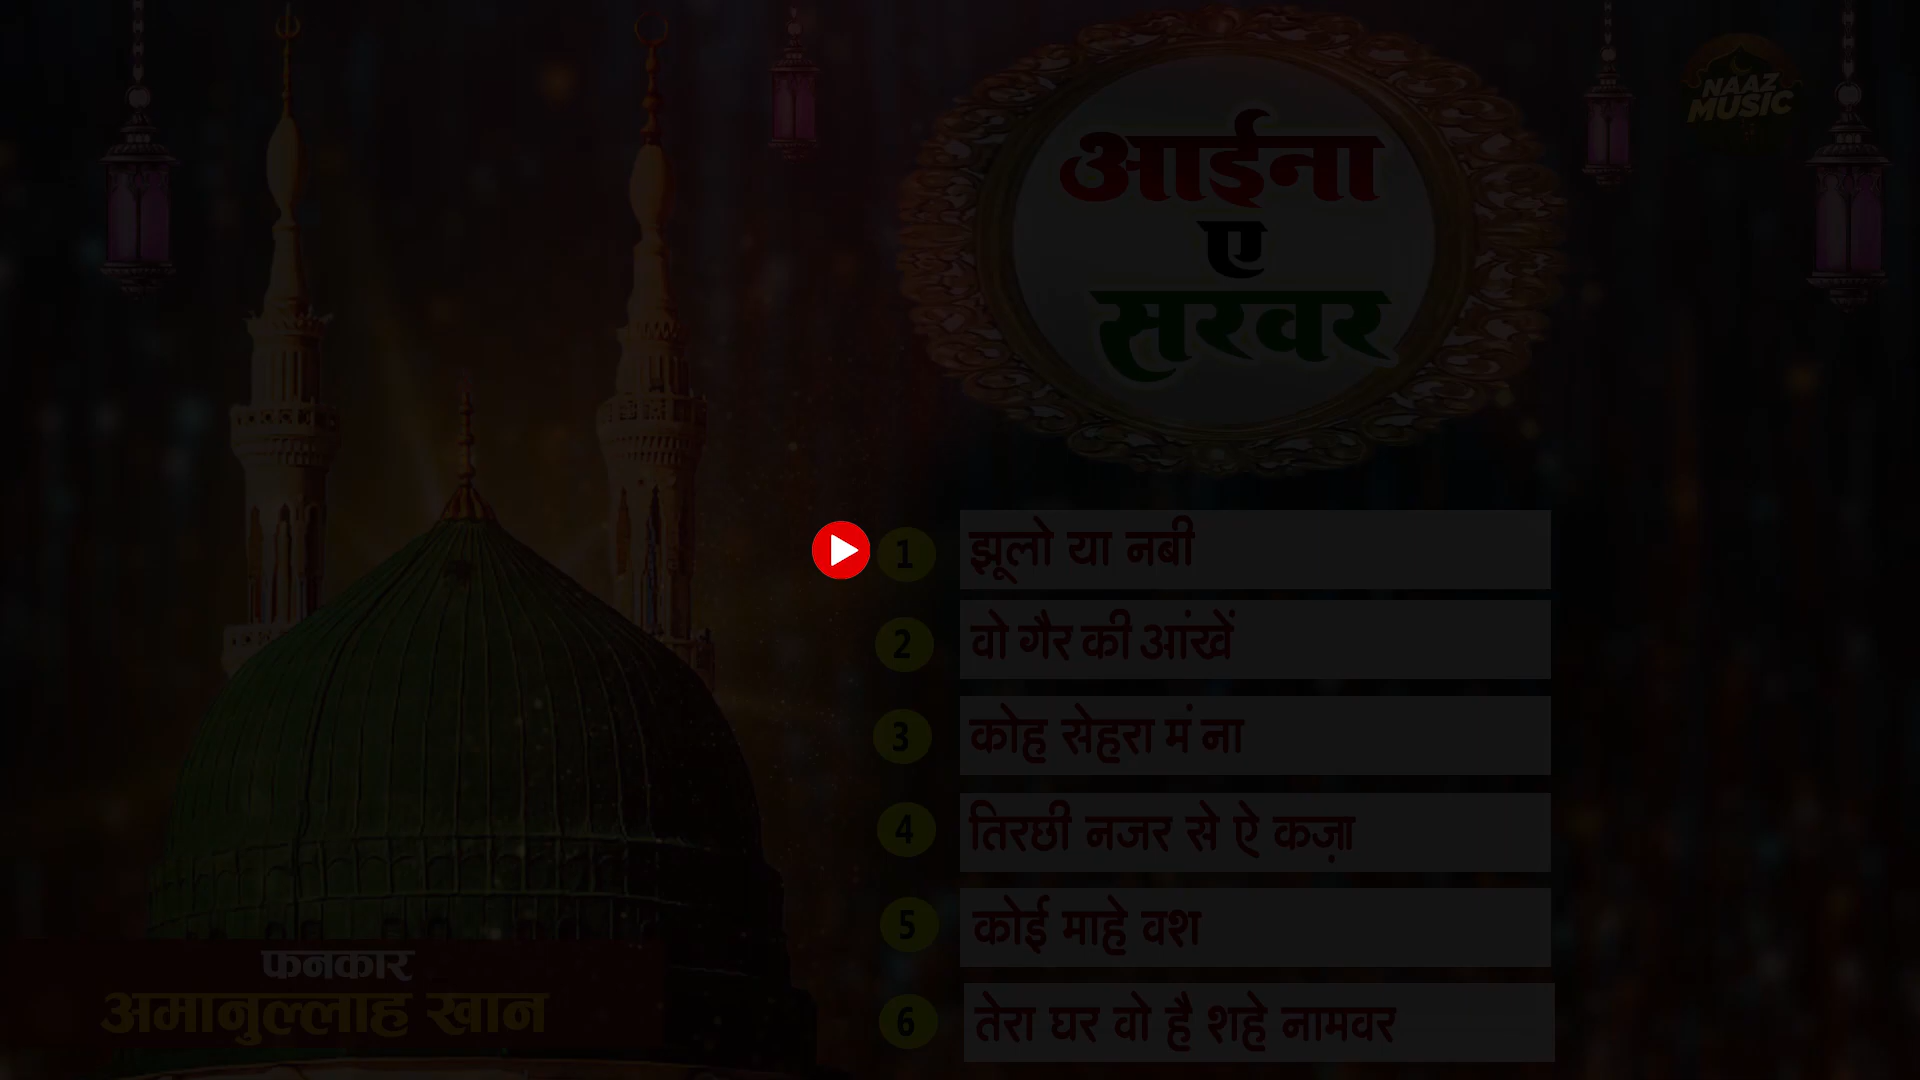 NAAZ
MUSIC
आईना
ए
सरवर
1 झूलो या नबी
2 वो गैर की आंखें
3 कोह सेहरा मं ना
4 तिरछी नजर से ऐ कज़ा
5 कोई माहे वश
6 तेरा घर वो है शहे नामवर
फनकार
अमानुल्लाह खान